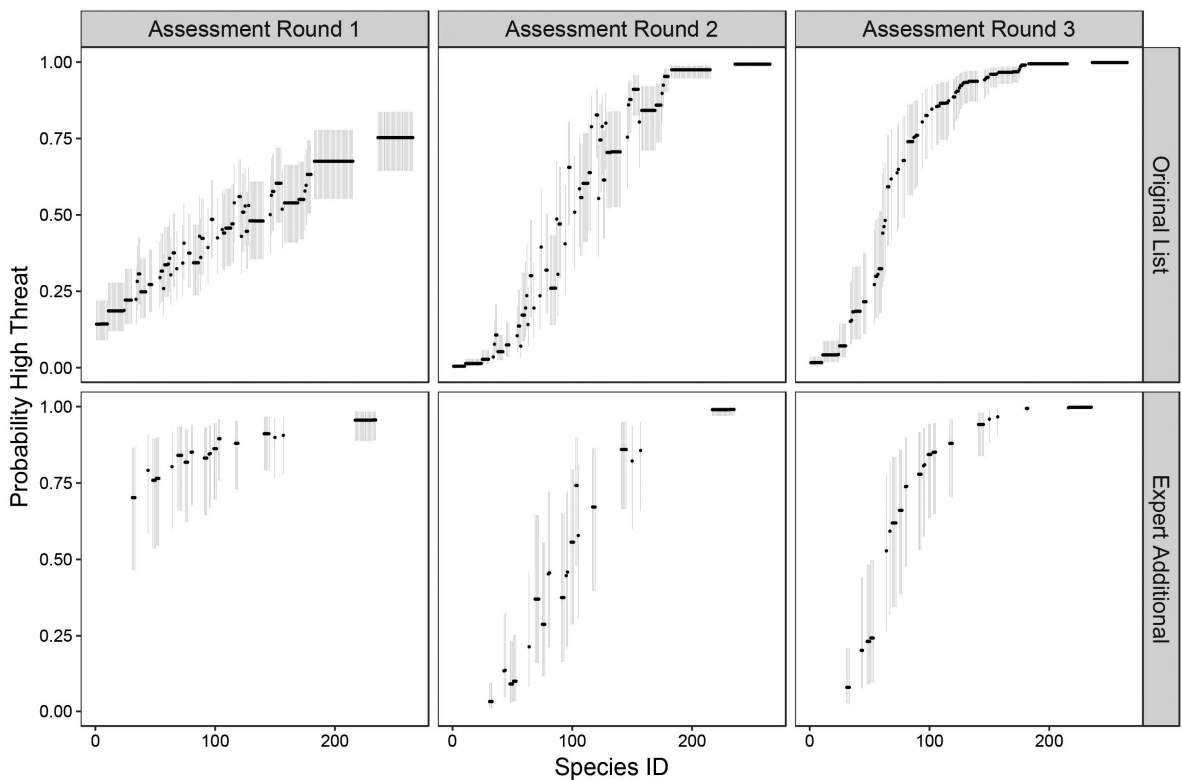 Assessment Round 1
Assessment Round 2
Assessment Round 3
Probability High Threat
1.00
0.75
0.50
0.25
0.00
Original List
1.00
0.75
0.50
0.25
0.00
Expert Additional
0 100 200
0 100 200
0 100 200
Species ID